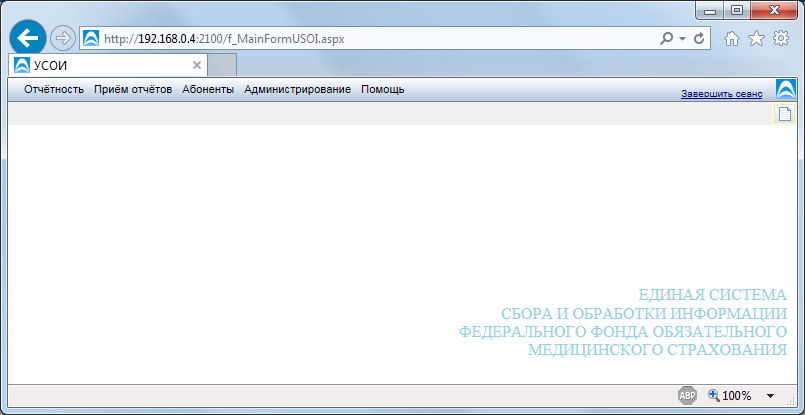 http://192.168.0.4:2100/f_MainFormUSOI.aspx
УСОИ
Отчётность Приём отчётов Абоненты Администрирование Помощь Завершить сеанс
ЕДИНАЯ СИСТЕМА
СБОРА И ОБРАБОТКИ ИНФОРМАЦИИ
ФЕДЕРАЛЬНОГО ФОНДА ОБЯЗАТЕЛЬНОГО
МЕДИЦИНСКОГО СТРАХОВАНИЯ
ABP 100%